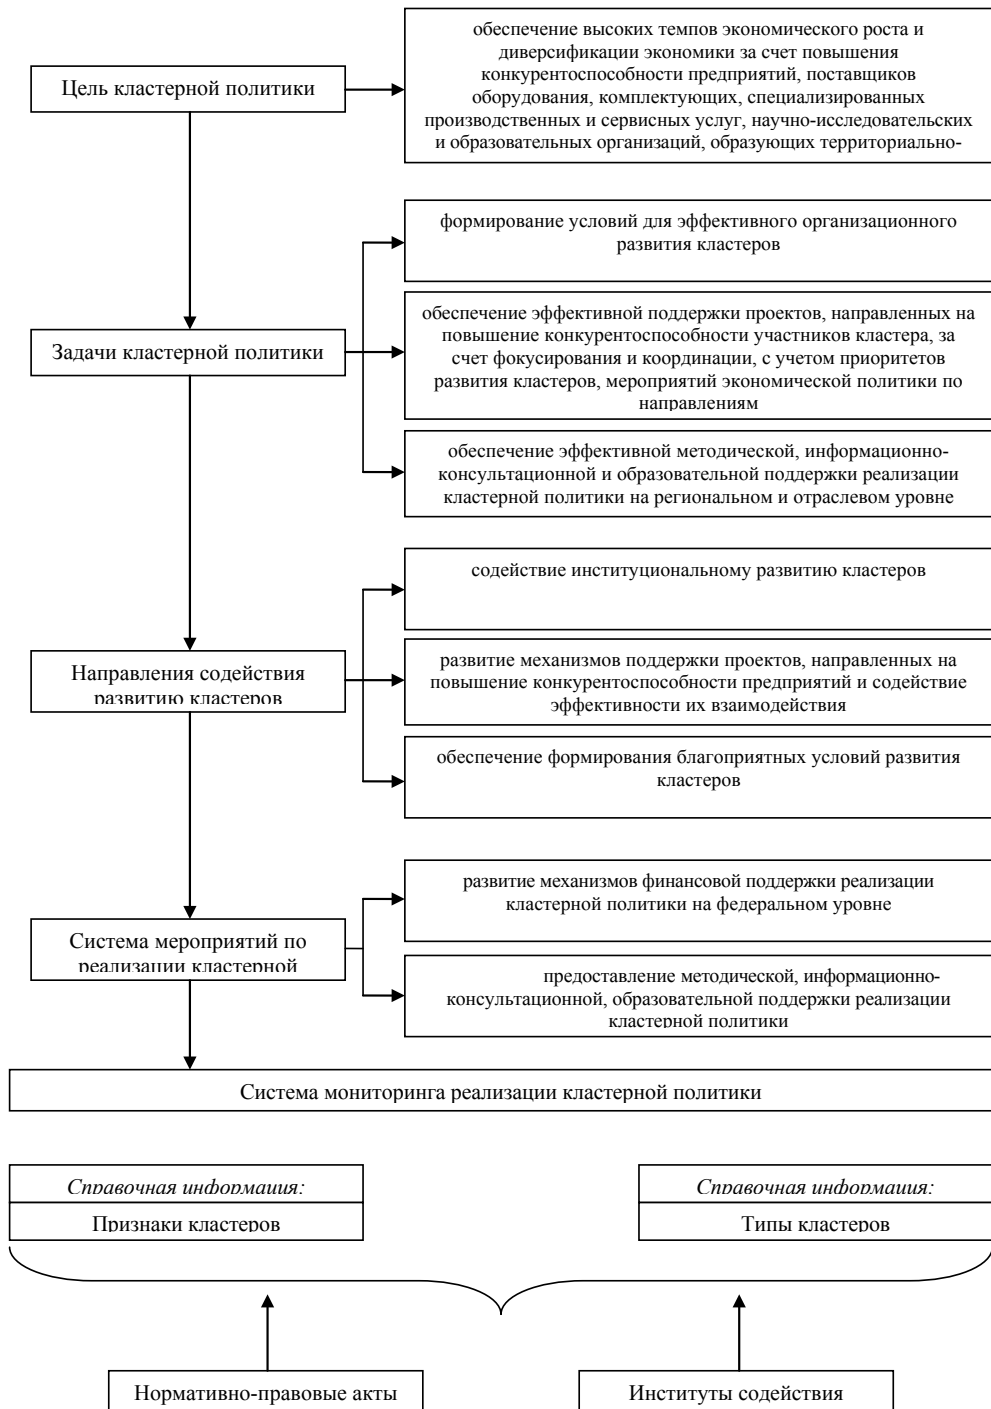 обеспечение высоких темпов экономического роста и
диверсификации экономики за счет повышения
конкурентоспособности предприятий, поставщиков
оборудования, комплектующих, специализированных
производственных и сервисных услуг, научно-исследовательских
и образовательных организаций, образующих территориально-
Цель кластерной политики
формирование условий для эффективного организационного
развития кластеров
обеспечение эффективной поддержки проектов, направленных на
повышение конкурентоспособности участников кластера, за
счет фокусирования и координации, с учетом приоритетов
развития кластеров, мероприятий экономической политики по
направлениям
Задачи кластерной политики
обеспечение эффективной методической, информационно-
консультационной и образовательной поддержки реализации
кластерной политики на региональном и отраслевом уровне
содействие институциональному развитию кластеров
Направления содействия
развитию кластеров
развитие механизмов поддержки проектов, направленных на
повышение конкурентоспособности предприятий и содействие
эффективности их взаимодействия
обеспечение формирования благоприятных условий развития
кластеров
развитие механизмов финансовой поддержки реализации
кластерной политики на федеральном уровне
Система мероприятий по
реализации кластерной
предоставление методической, информационно-
консультационной, образовательной поддержки реализации
кластерной политики
Система мониторинга реализации кластерной политики
Справочная информация:
Признаки кластеров
Справочная информация:
Типы кластеров
Нормативно-правовые акты
Институты содействия